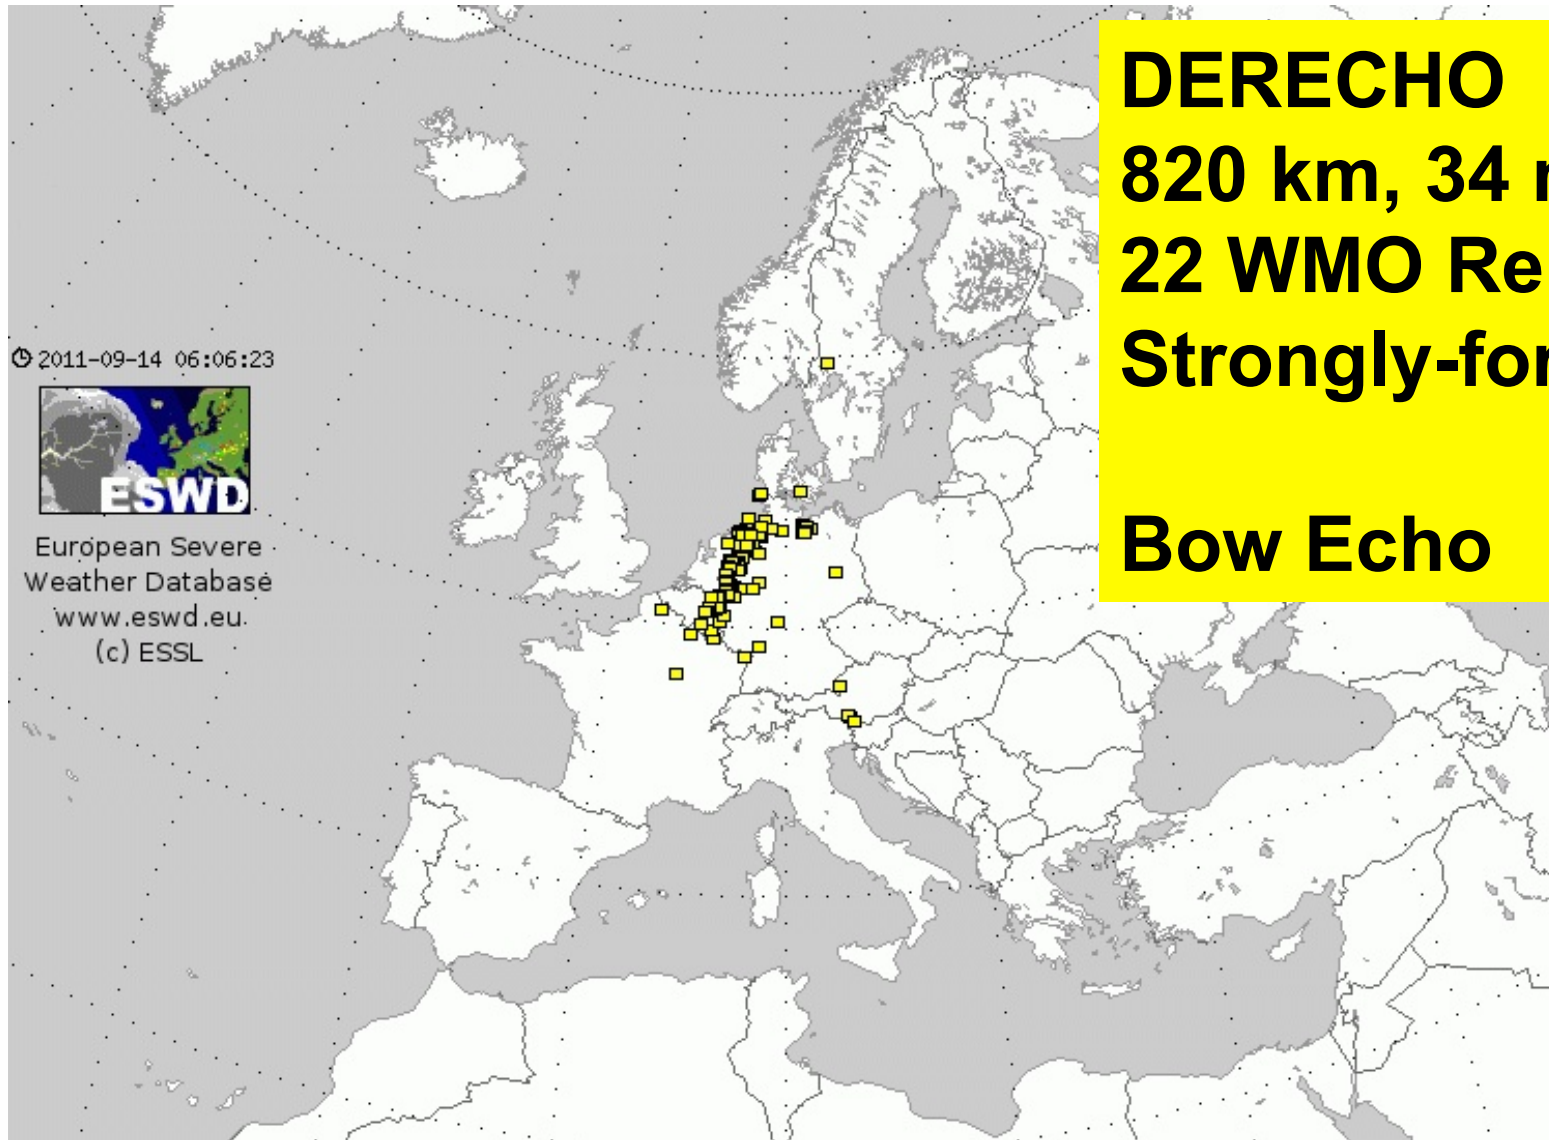 DERECHO
820 km, 34
22 WMO Re
Strongly-for
Bow Echo
2011-09-14 06:06:23
ESWD
European Severe
Weather Database
www.eswd.eu
(c) ESSL